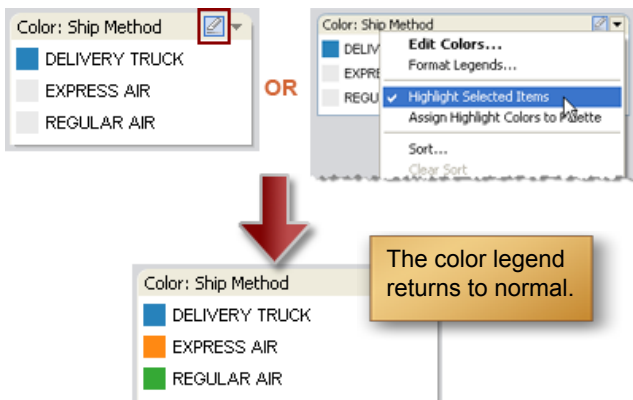 Color: Ship Method
DELIVERY TRUCK
EXPRESS AIR
REGULAR AIR
OR
Color: Ship Method
DELIV
EXPRE
REGU
Edit Colors...
Format Legends...
Highlight Selected Items
Assign Highlight Colors to Palette
Sort...
Clear Sort
The color legend
returns to normal.
Color: Ship Method
DELIVERY TRUCK
EXPRESS AIR
REGULAR AIR